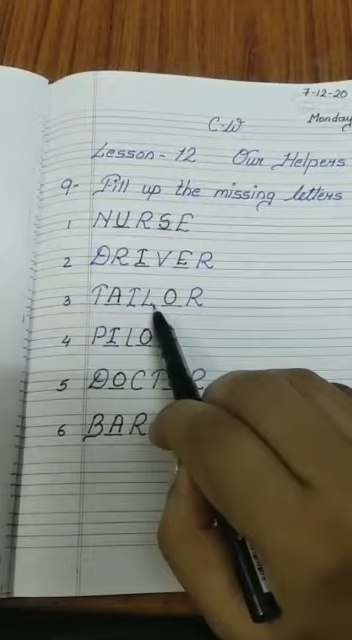 7-12-20
C-W
Monday
Lesson - 12 Our Helpers
Q- Fill up the missing letters
1 NURSE
2 DRIVER
3 TAILOR
4 PILO
5 DOCT R
6 BAR